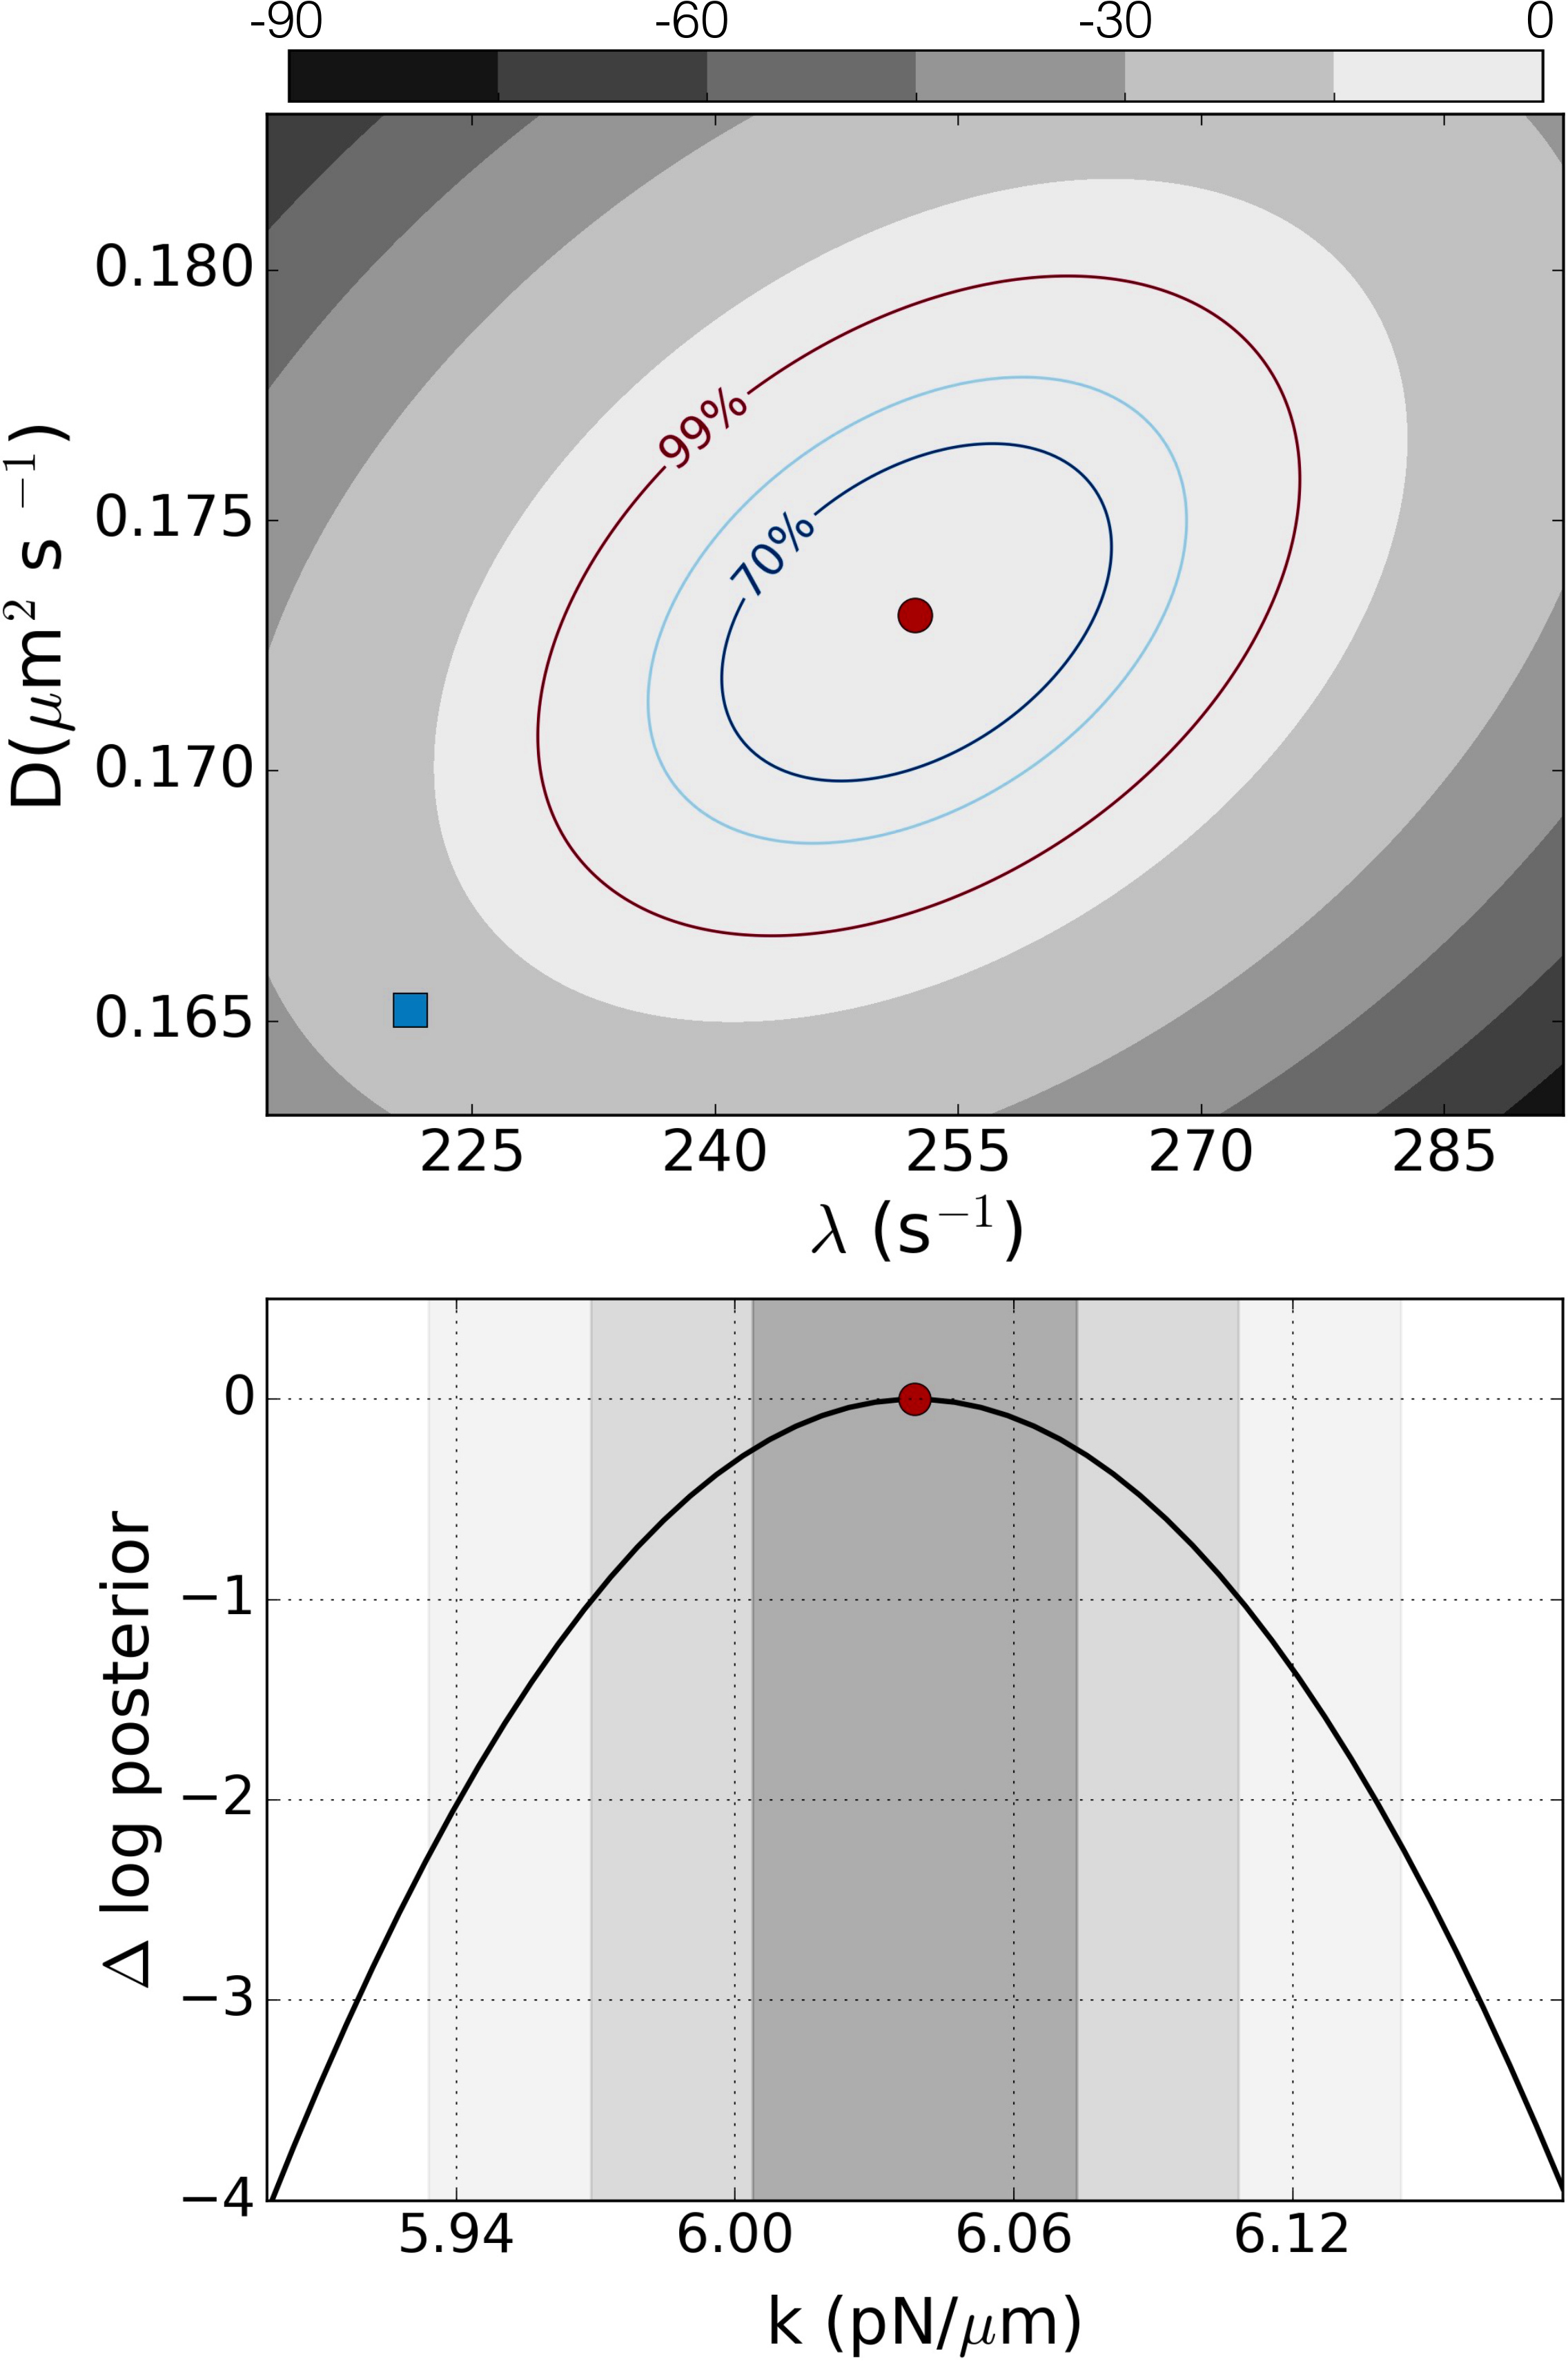 -90 -60 -30 0
0.180
99%
0.175
70%
D(μm² s⁻¹)
0.170
0.165
225 240 255 270 285
λ (s⁻¹)
0
−1
Δ log posterior
−2
−3
−4
5.94 6.00 6.06 6.12
k (pN/μm)